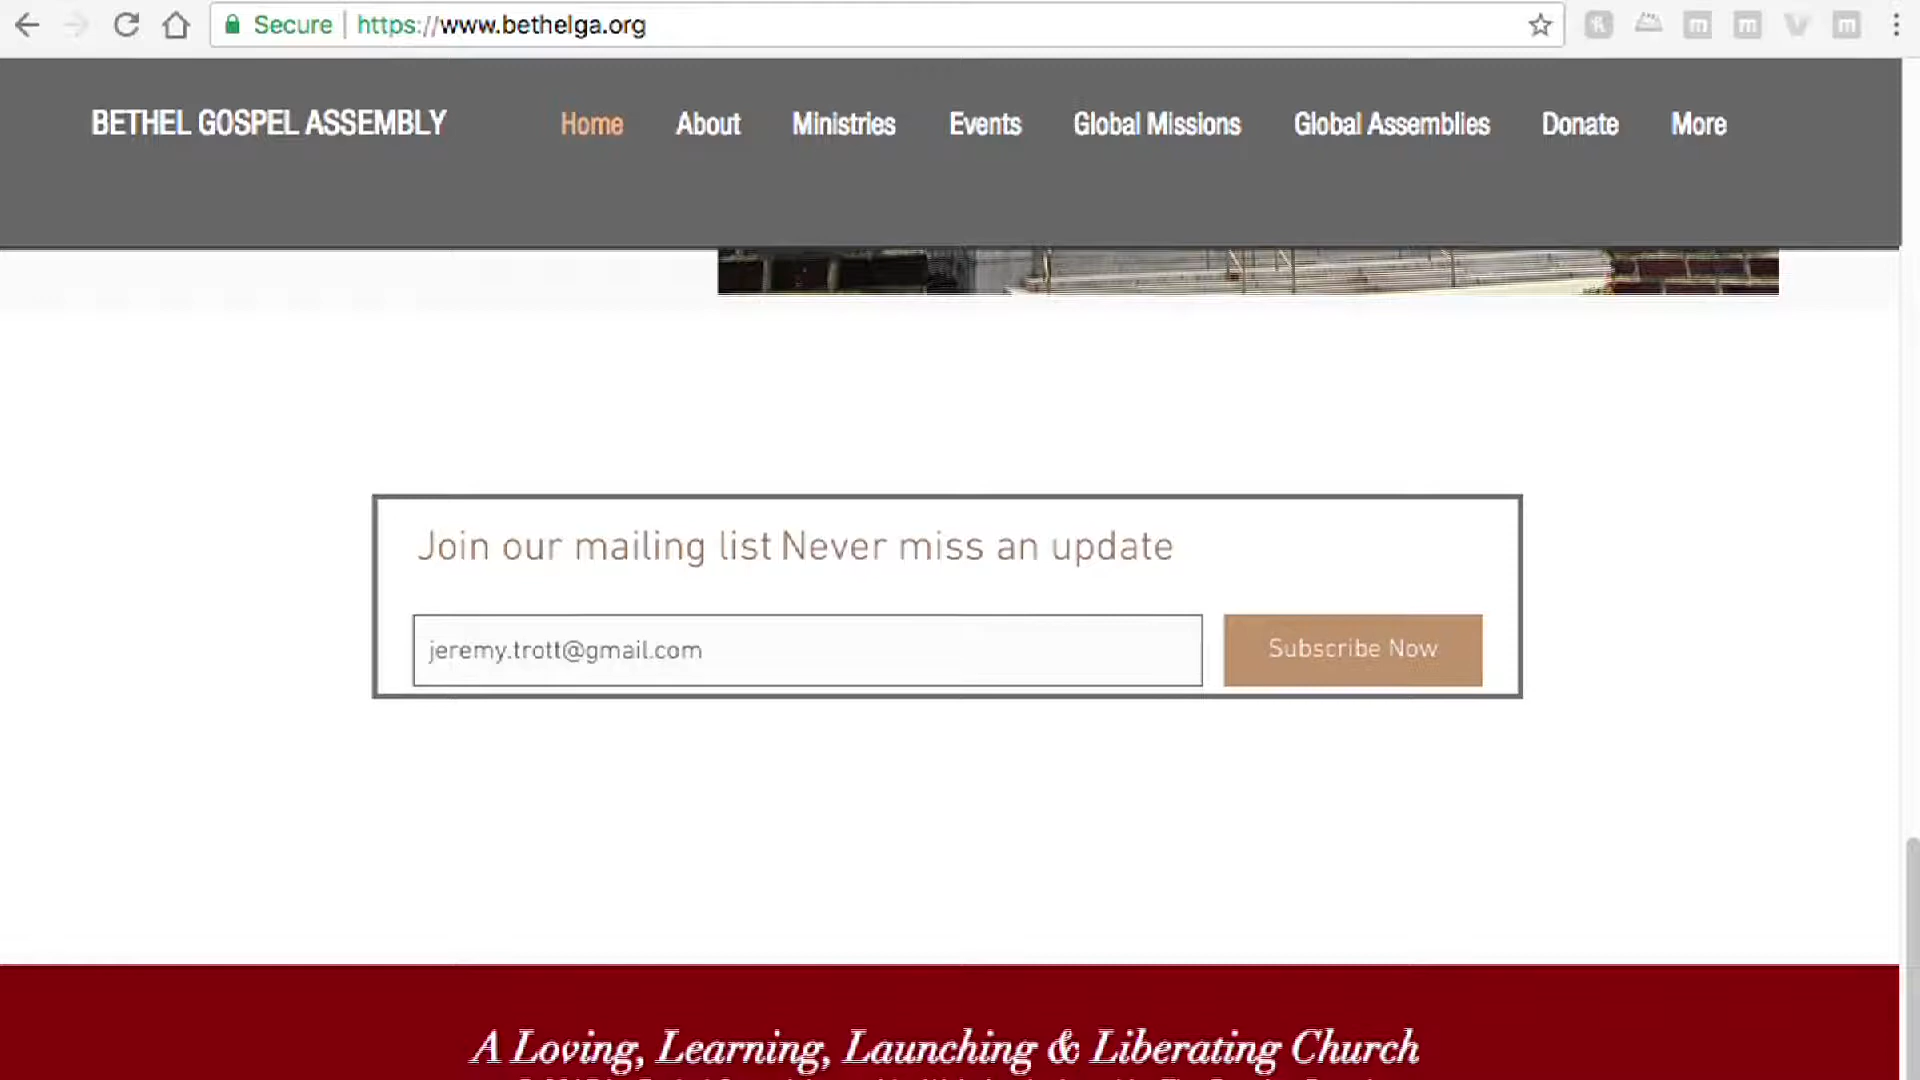 Secure https://www.bethelga.org
BETHEL GOSPEL ASSEMBLY Home About Ministries Events Global Missions Global Assemblies Donate More
Join our mailing list Never miss an update
jeremy.trott@gmail.com Subscribe Now
A Loving, Learning, Launching & Liberating Church